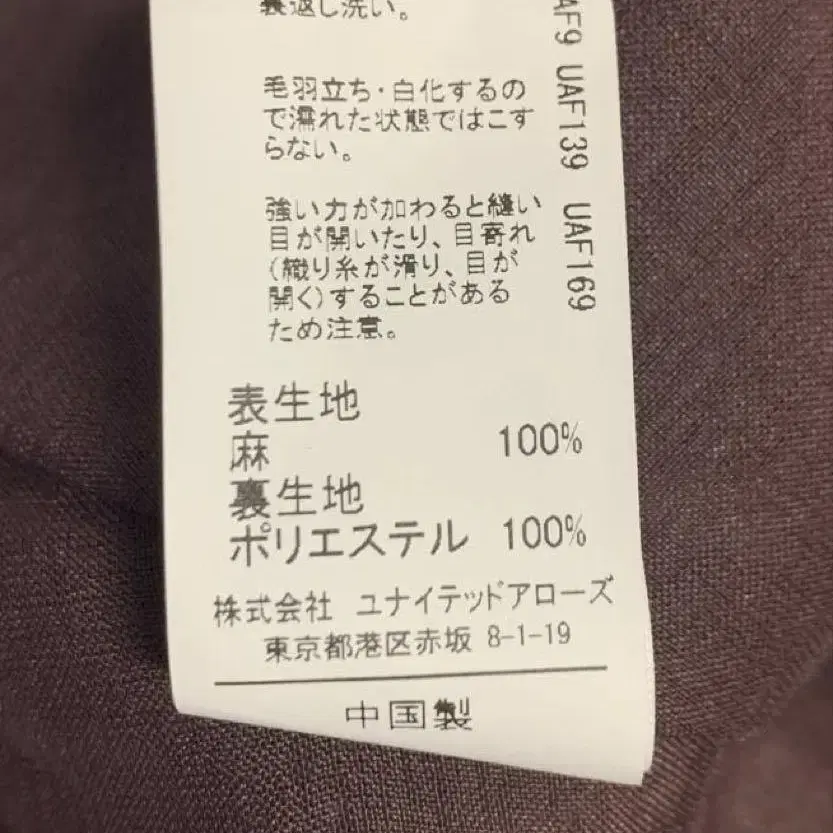 裏返し洗い。
毛羽立ち・白化するの
で濡れた状態ではこす
らない。
強い力が加わると縫い
目が開いたり、目寄れ
(織り糸が滑り、目が
開く)することがある
ため注意。
表生地
麻 100%
裏生地
ポリエステル 100%
株式会社 ユナイテッドアローズ
東京都港区赤坂 8-1-19
中国製
AF9 UAF139 UAF169